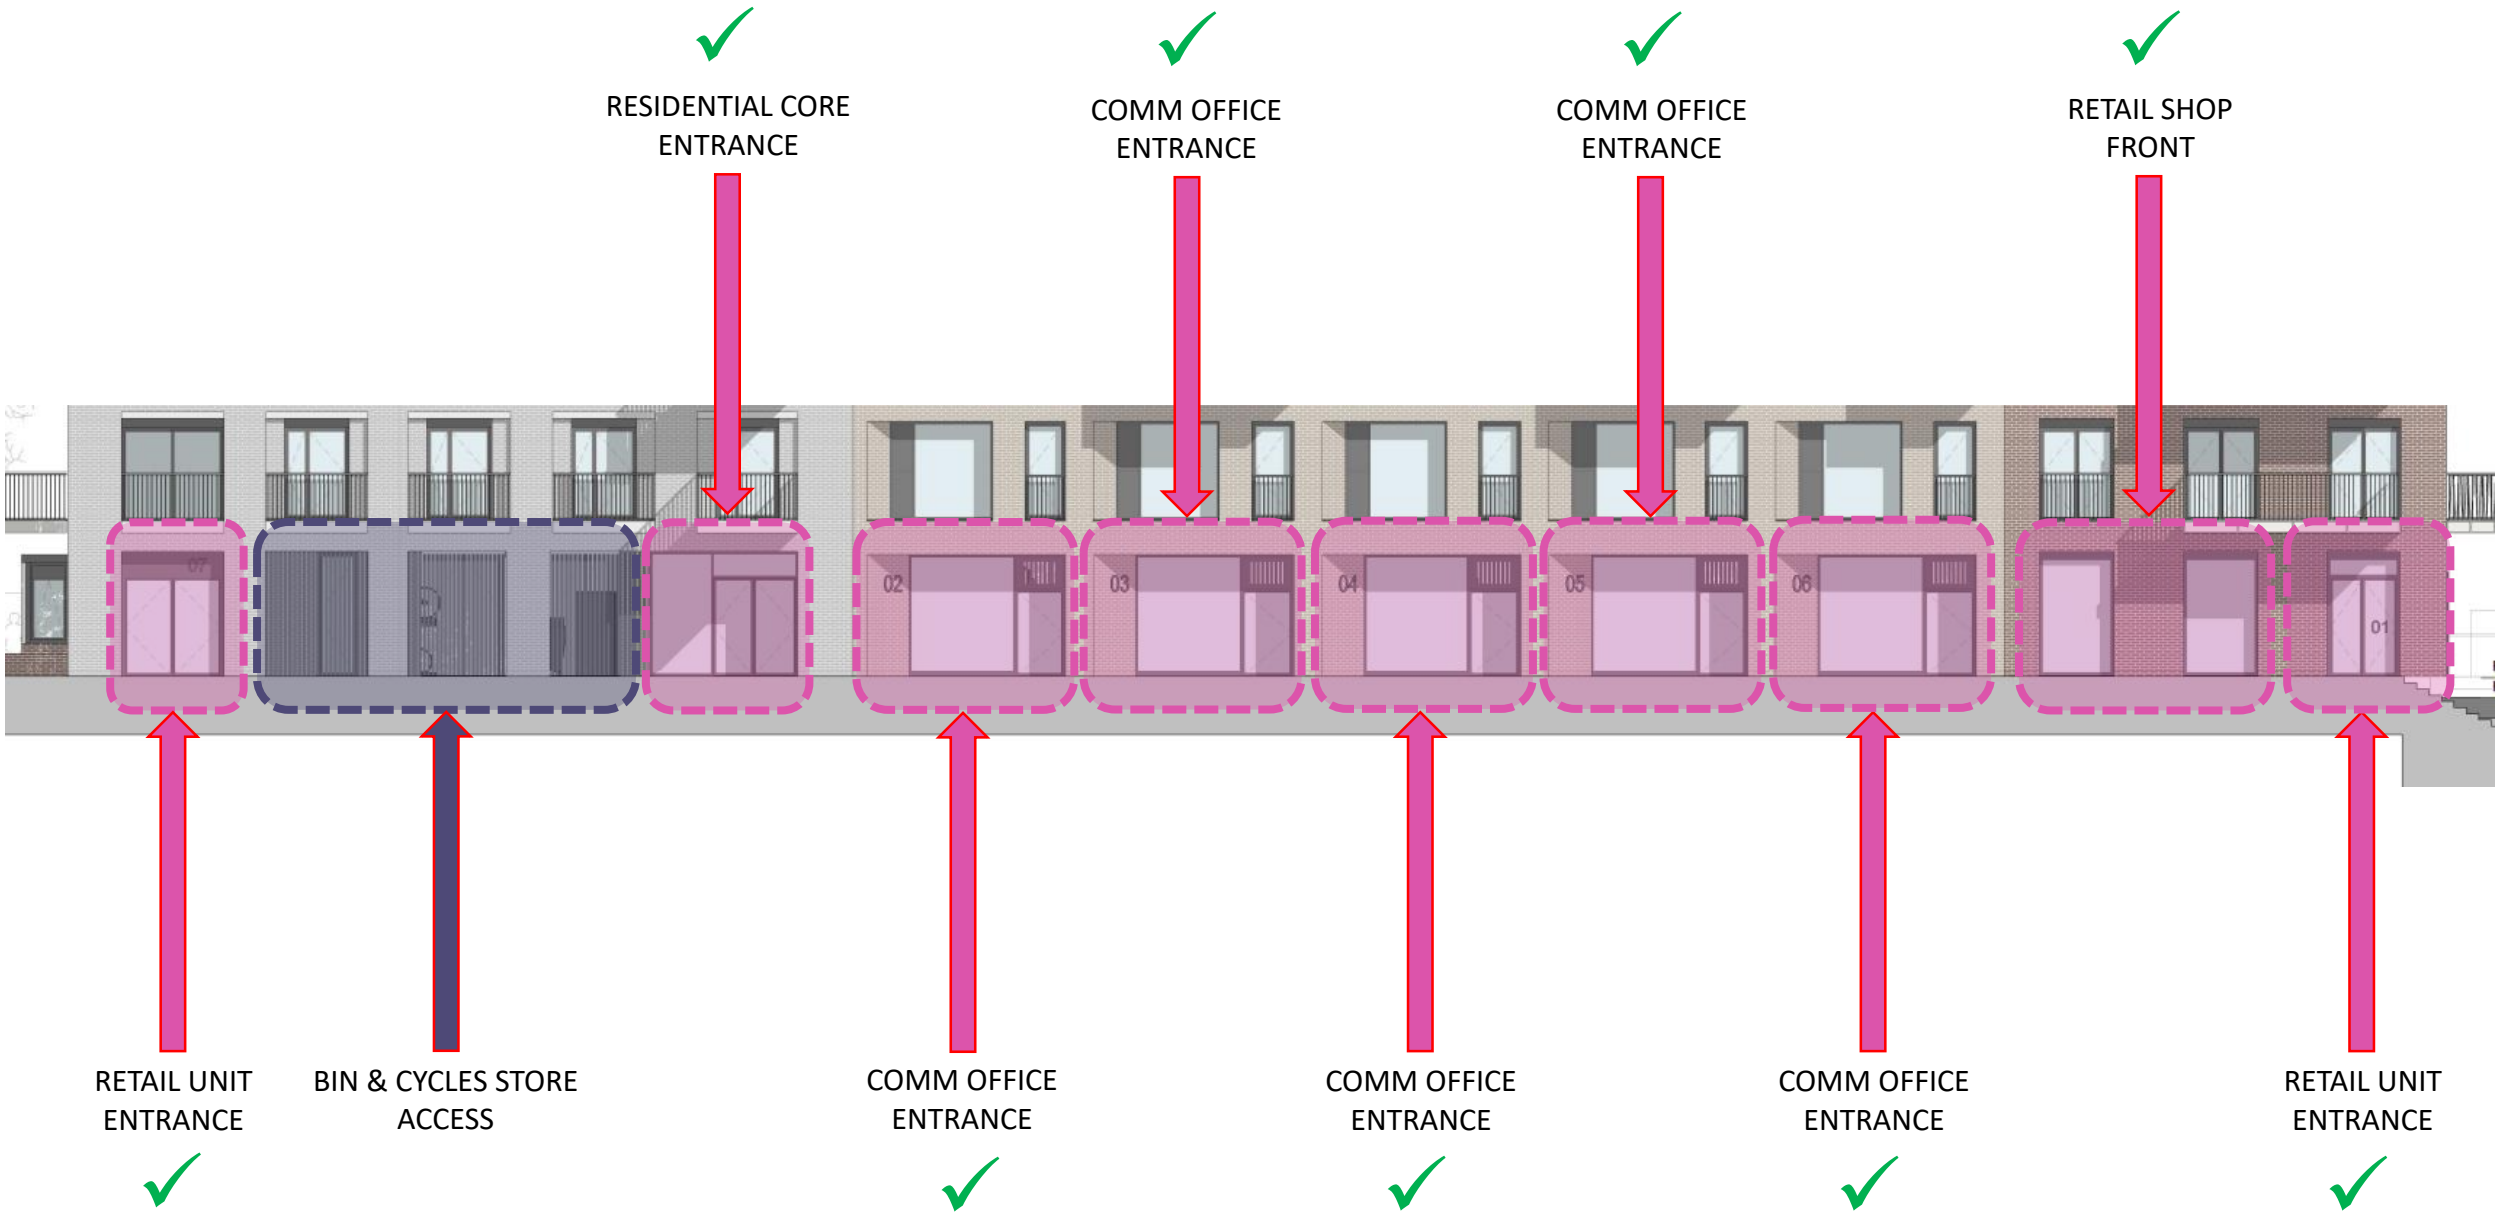 RESIDENTIAL CORE
ENTRANCE
COMM OFFICE
ENTRANCE
COMM OFFICE
ENTRANCE
RETAIL SHOP
FRONT
07
02
03
04
05
06
01
RETAIL UNIT
ENTRANCE
BIN & CYCLES STORE
ACCESS
COMM OFFICE
ENTRANCE
COMM OFFICE
ENTRANCE
COMM OFFICE
ENTRANCE
RETAIL UNIT
ENTRANCE